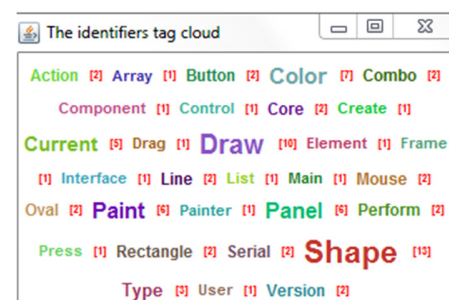 The identifiers tag cloud
Action [2] Array [1] Button [2] Color [7] Combo [2]
Component [1] Control [1] Core [2] Create [1]
Current [5] Drag [1] Draw [10] Element [1] Frame
[1] Interface [1] Line [2] List [1] Main [1] Mouse [2]
Oval [2] Paint [6] Painter [1] Panel [6] Perform [2]
Press [1] Rectangle [2] Serial [2] Shape [13]
Type [3] User [1] Version [2]